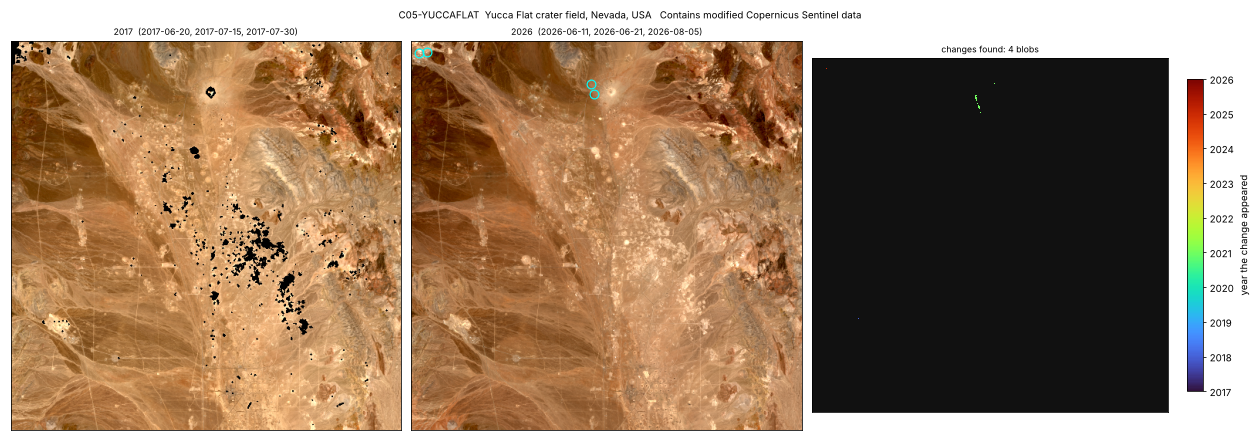 C05-YUCCAFLAT Yucca Flat crater field, Nevada, USA Contains modified Copernicus Sentinel data
2017 (2017-06-20, 2017-07-15, 2017-07-30)
2026 (2026-06-11, 2026-06-21, 2026-08-05)
changes found: 4 blobs
2026
2025
2024
2023
2022
2021
2020
2019
2018
2017
year the change appeared